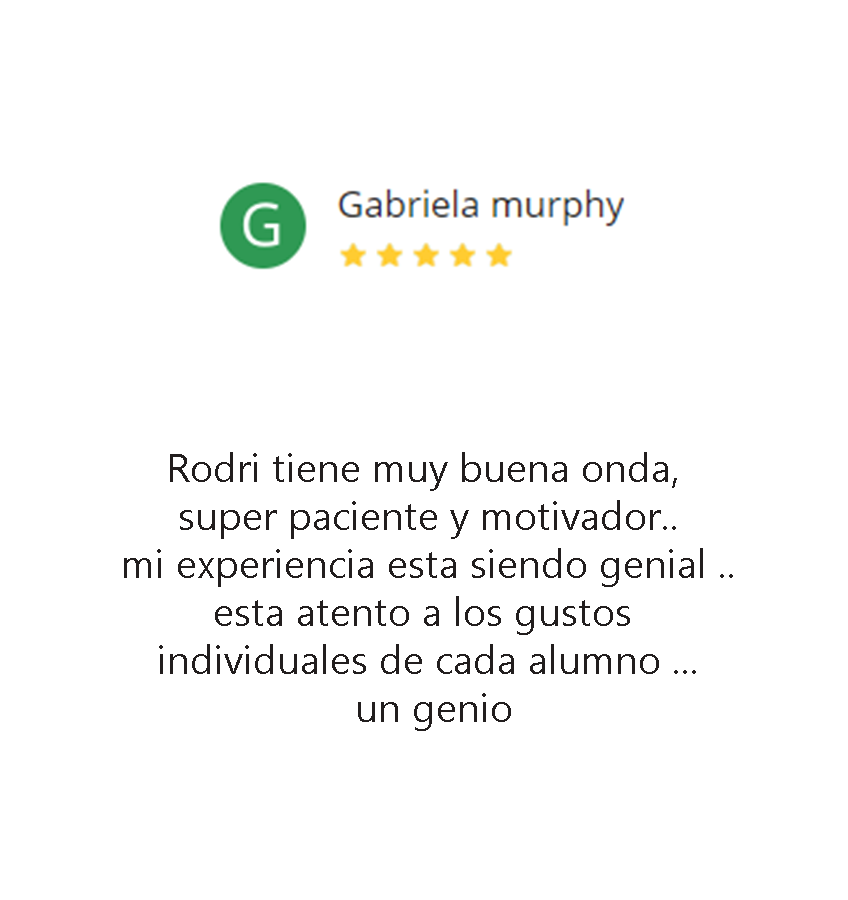 G
Gabriela murphy
Rodri tiene muy buena onda,
super paciente y motivador..
mi experiencia esta siendo genial ..
esta atento a los gustos
individuales de cada alumno ...
un genio